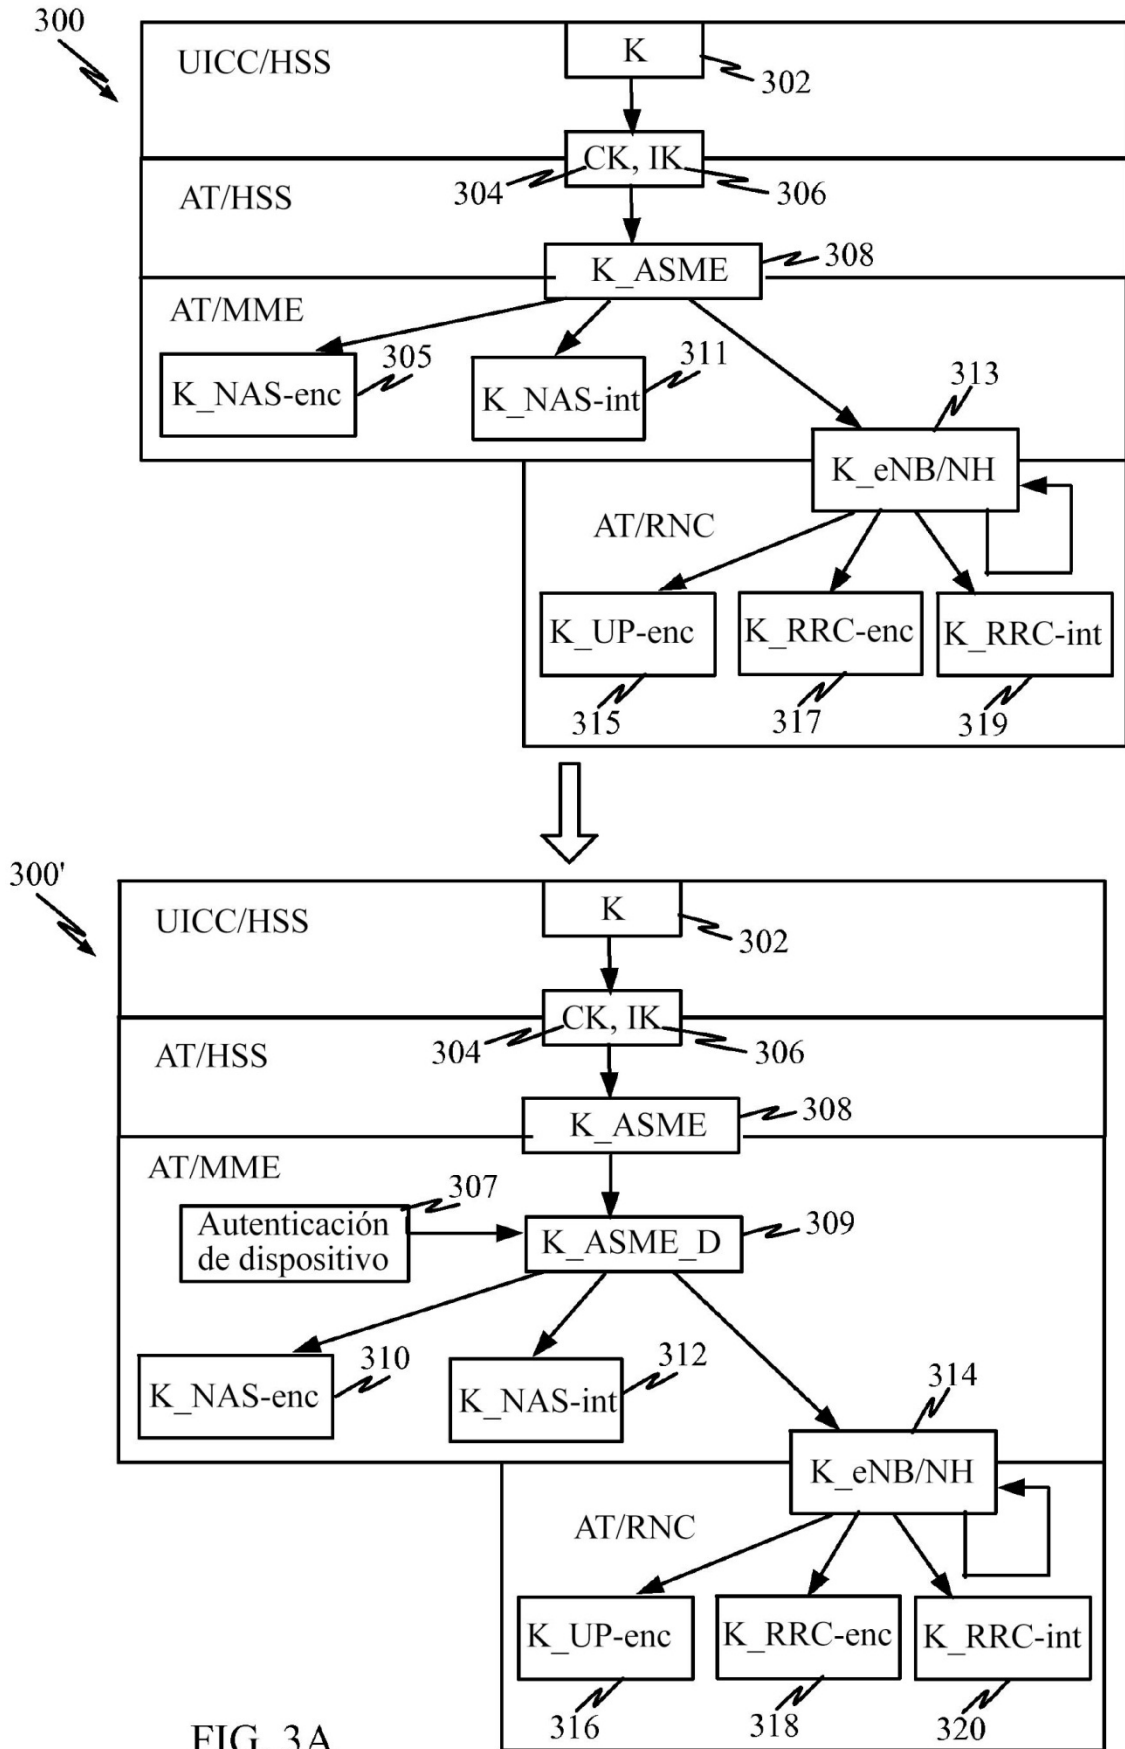 300
UICC/HSS
K
302
CK, IK
304
306
AT/HSS
K_ASME
308
AT/MME
305
311
313
K_NAS-enc
K_NAS-int
K_eNB/NH
AT/RNC
K_UP-enc
K_RRC-enc
K_RRC-int
315
317
319
300'
UICC/HSS
K
302
CK, IK
304
306
AT/HSS
K_ASME
308
AT/MME
307
Autenticación
de dispositivo
K_ASME_D
309
310
312
314
K_NAS-enc
K_NAS-int
K_eNB/NH
AT/RNC
K_UP-enc
K_RRC-enc
K_RRC-int
316
318
320
FIG. 3A